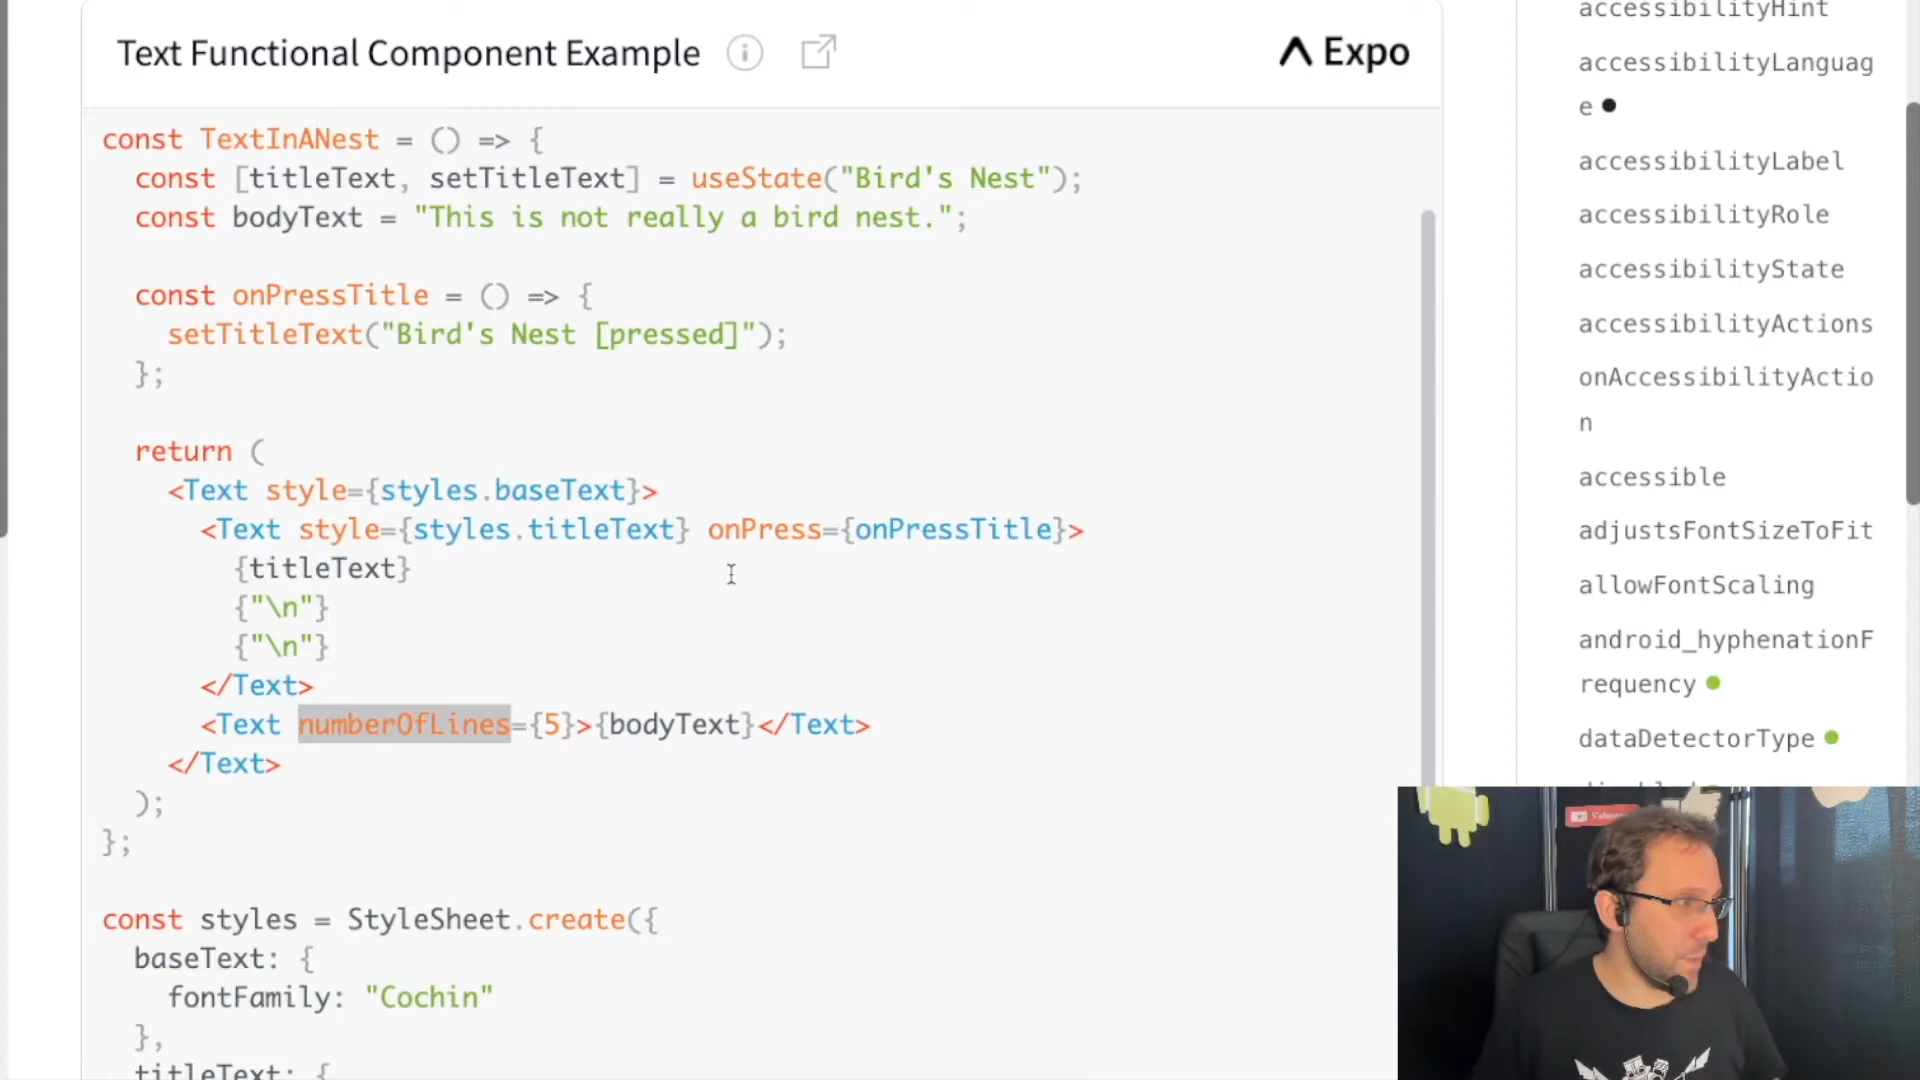 Text Functional Component Example
Expo
const TextInANest = () => {
const [titleText, setTitleText] = useState("Bird's Nest");
const bodyText = "This is not really a bird nest.";
const onPressTitle = () => {
setTitleText("Bird's Nest [pressed]");
};
return (
<Text style={styles.baseText}>
<Text style={styles.titleText} onPress={onPressTitle}>
{titleText}
{"\n"}
{"\n"}
</Text>
<Text numberOfLines={5}>{bodyText}</Text>
</Text>
);
};
const styles = StyleSheet.create({
baseText: {
fontFamily: "Cochin"
},
titleText: {
accessibilityHint
accessibilityLanguag
e
accessibilityLabel
accessibilityRole
accessibilityState
accessibilityActions
onAccessibilityActio
n
accessible
adjustsFontSizeToFit
allowFontScaling
android_hyphenationF
requency
dataDetectorType